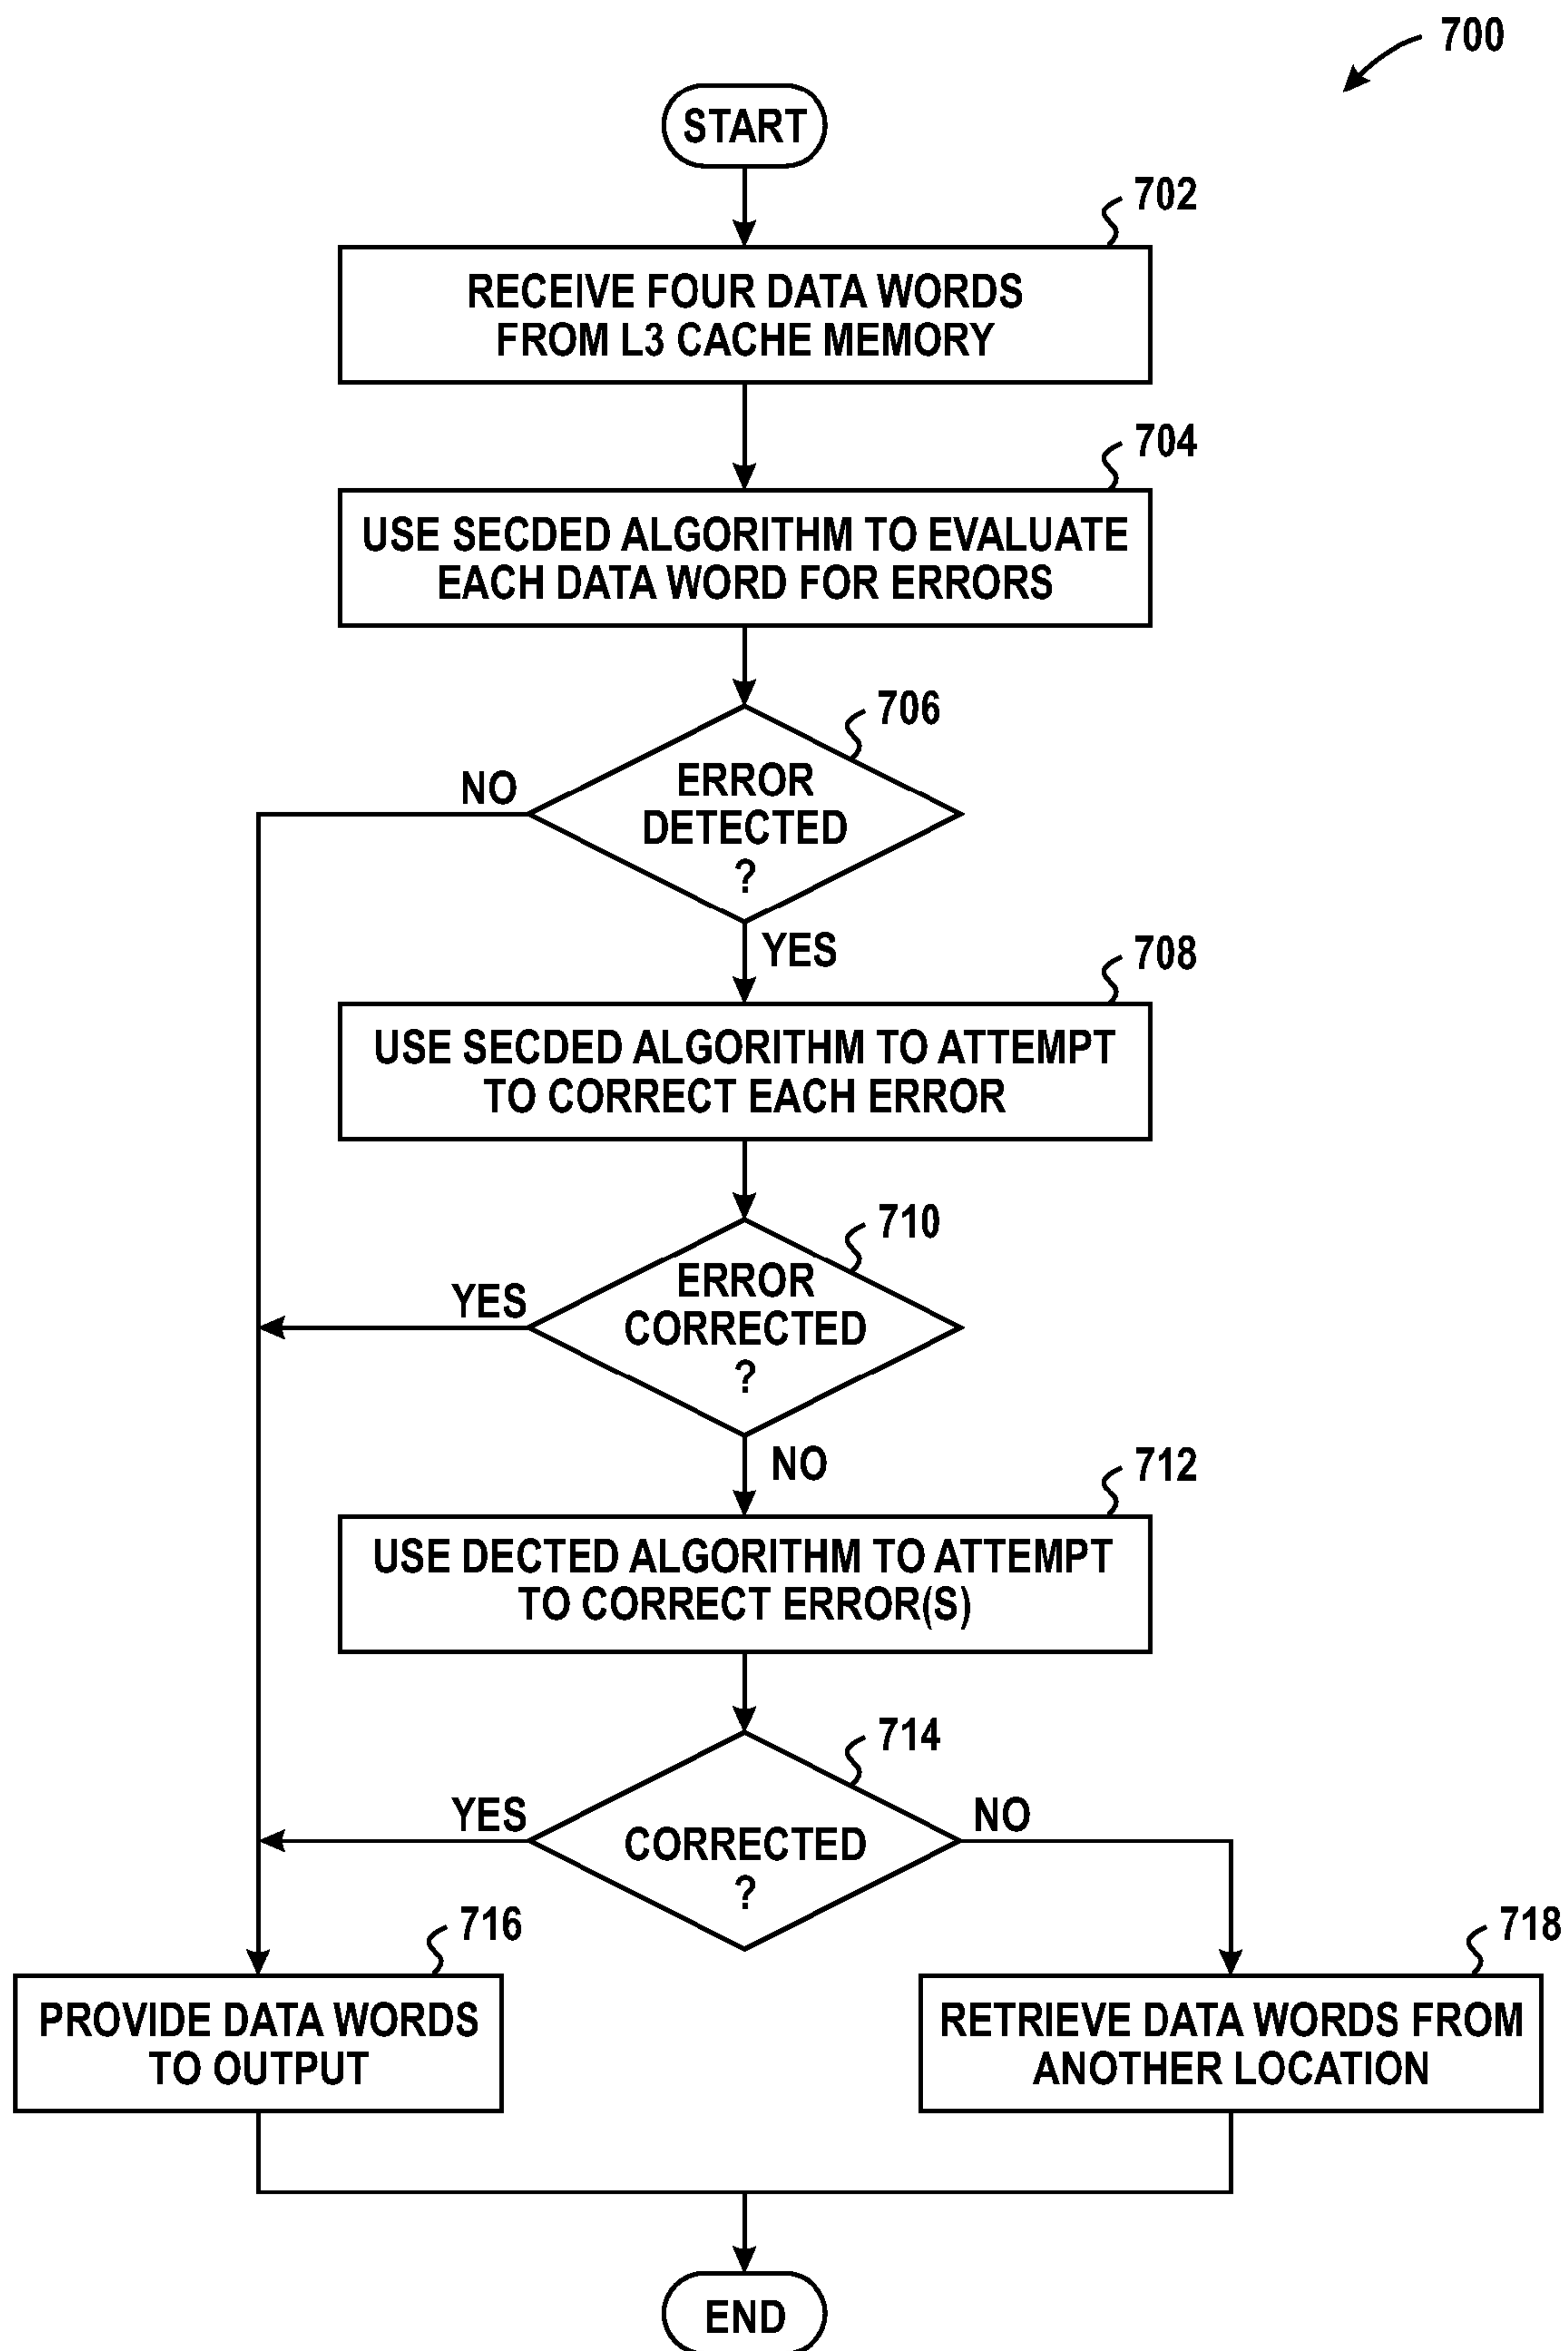 700
START
702
RECEIVE FOUR DATA WORDS
FROM L3 CACHE MEMORY
704
USE SECDED ALGORITHM TO EVALUATE
EACH DATA WORD FOR ERRORS
706
ERROR
DETECTED
?
NO
YES
708
USE SECDED ALGORITHM TO ATTEMPT
TO CORRECT EACH ERROR
710
ERROR
CORRECTED
?
YES
NO
712
USE DECTED ALGORITHM TO ATTEMPT
TO CORRECT ERROR(S)
714
CORRECTED
?
YES
NO
716
PROVIDE DATA WORDS
TO OUTPUT
718
RETRIEVE DATA WORDS FROM
ANOTHER LOCATION
END